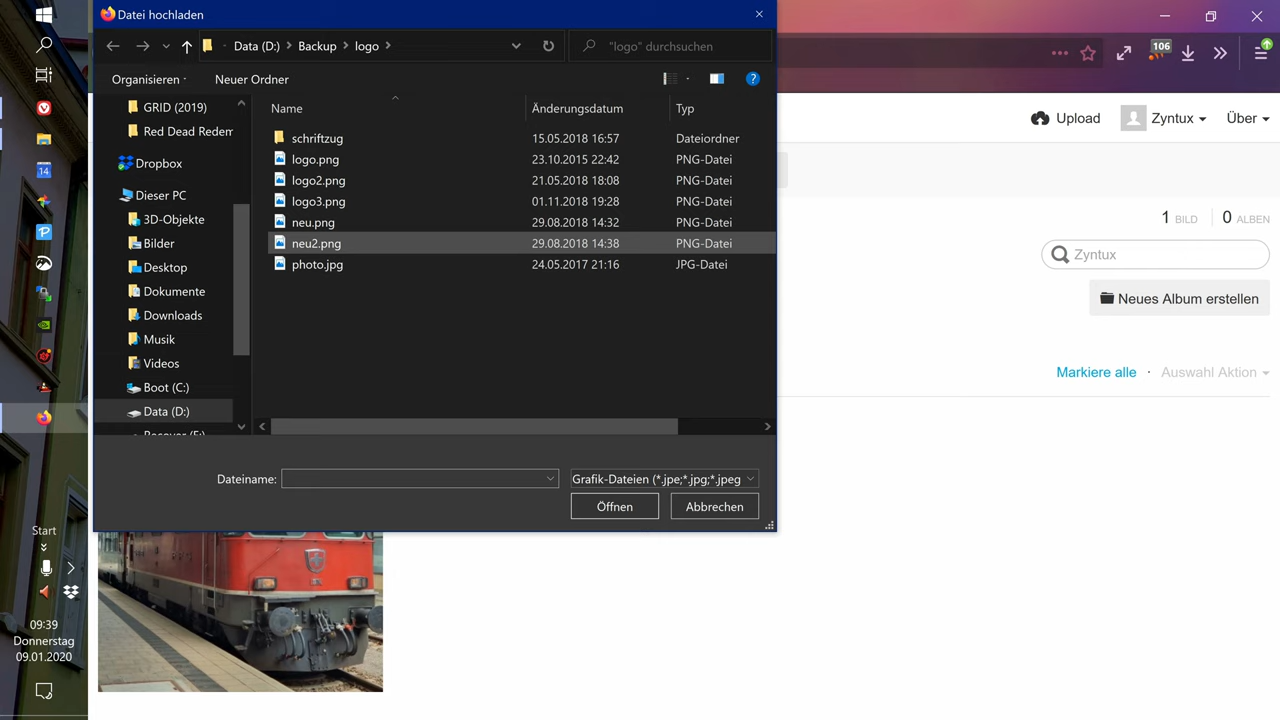 Datei hochladen
Data (D:) Backup logo
"logo" durchsuchen
Organisieren
Neuer Ordner
GRID (2019)
Red Dead Redem
Dropbox
Dieser PC
3D-Objekte
Bilder
Desktop
Dokumente
Downloads
Musik
Videos
Boot (C:)
Data (D:)
Recover (F:)
Name Änderungsdatum Typ
schriftzug 15.05.2018 16:57 Dateiordner
logo.png 23.10.2015 22:42 PNG-Datei
logo2.png 21.05.2018 18:08 PNG-Datei
logo3.png 01.11.2018 19:28 PNG-Datei
neu.png 29.08.2018 14:32 PNG-Datei
neu2.png 29.08.2018 14:38 PNG-Datei
photo.jpg 24.05.2017 21:16 JPG-Datei
Dateiname:
Grafik-Dateien (*.jpe;*.jpg;*.jpeg
Öffnen
Abbrechen
106
Upload
Zyntux
Über
1 BILD
0 ALBEN
Zyntux
Neues Album erstellen
Markiere alle · Auswahl Aktion
14
Start
09:39
Donnerstag
09.01.2020